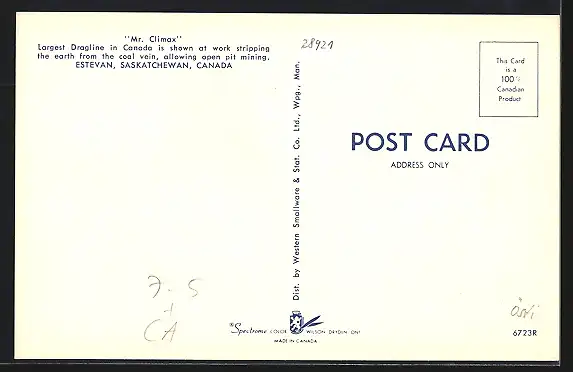 "Mr. Climax"
Largest Dragline in Canada is shown at work stripping
the earth from the coal vein, allowing open pit mining.
ESTEVAN, SASKATCHEWAN, CANADA
28921
Dist. by Western Smallware & Stat. Co. Ltd., Wpg., Man.
This Card
is a
100%
Canadian
Product
POST CARD
ADDRESS ONLY
7.-5
CA
Spectrome COLOR WILSON DRYDEN ONT
MADE IN CANADA
6723R